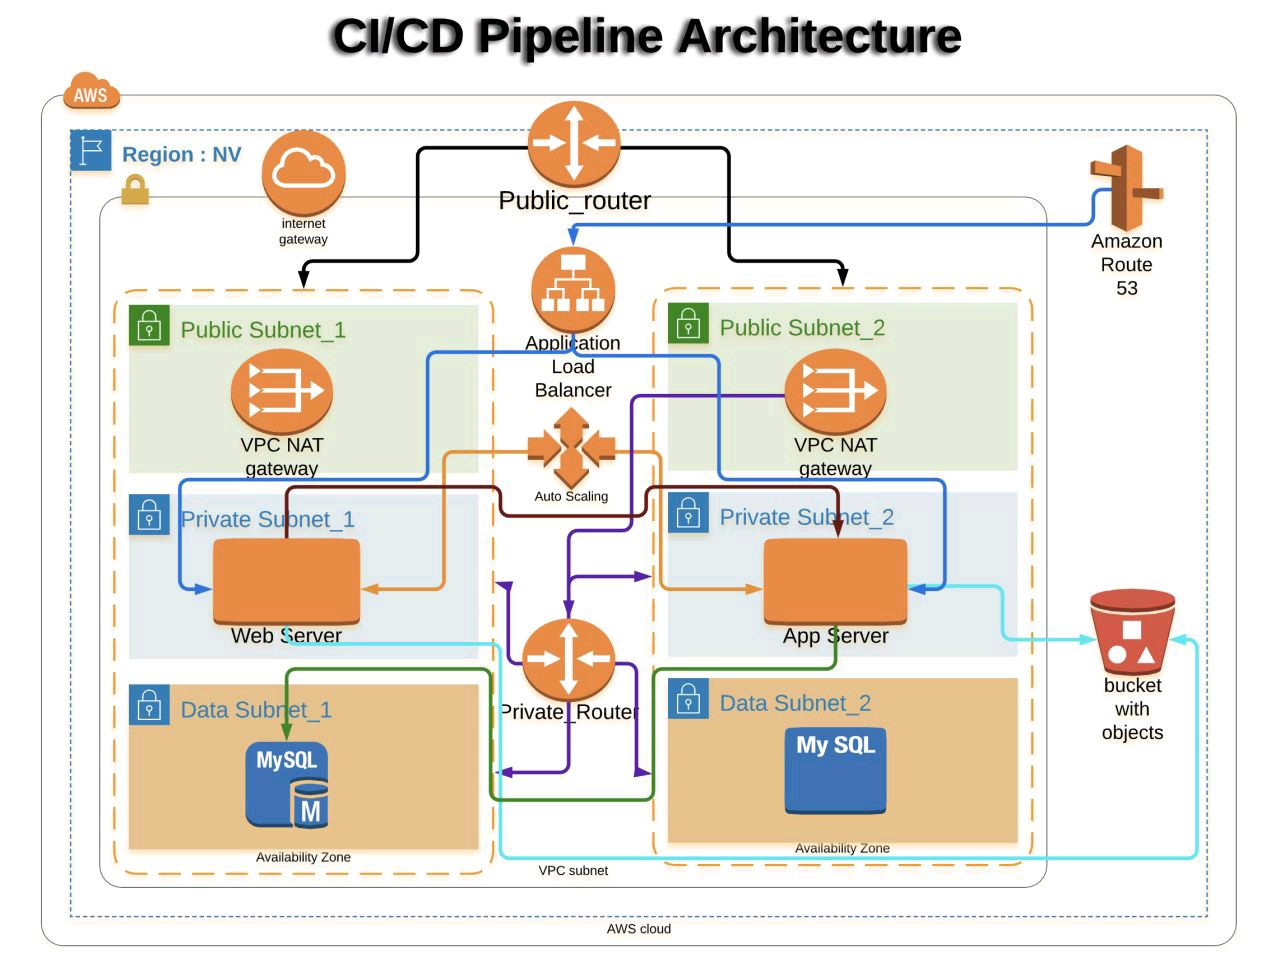 CI/CD Pipeline Architecture
AWS
Region : NV
internet
gateway
Public_router
Amazon
Route
53
Public Subnet_1
VPC NAT
gateway
Application
Load
Balancer
Public Subnet_2
VPC NAT
gateway
Auto Scaling
Private Subnet_1
Web Server
Private Subnet_2
App Server
Private_Router
bucket
with
objects
Data Subnet_1
MySQL
M
Availability Zone
Data Subnet_2
My SQL
Availability Zone
VPC subnet
AWS cloud